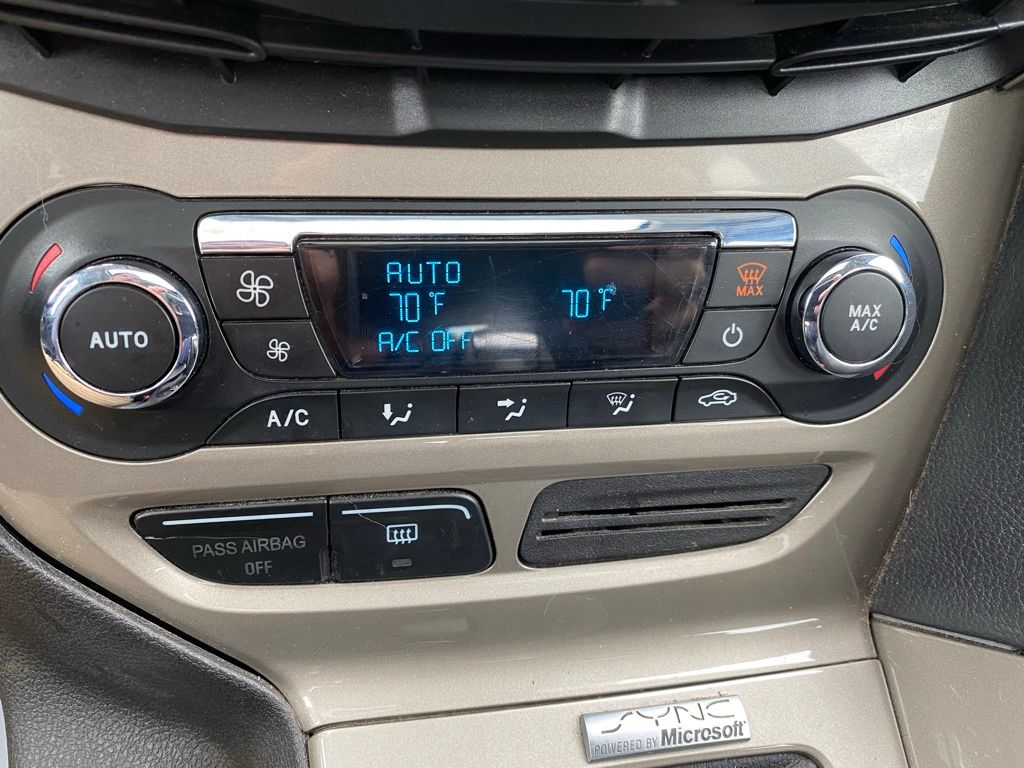 AUTO
70°F 70°F
A/C OFF
AUTO
MAX
MAX
A/C
A/C
PASS AIRBAG
OFF
SYNC
POWERED BY Microsoft